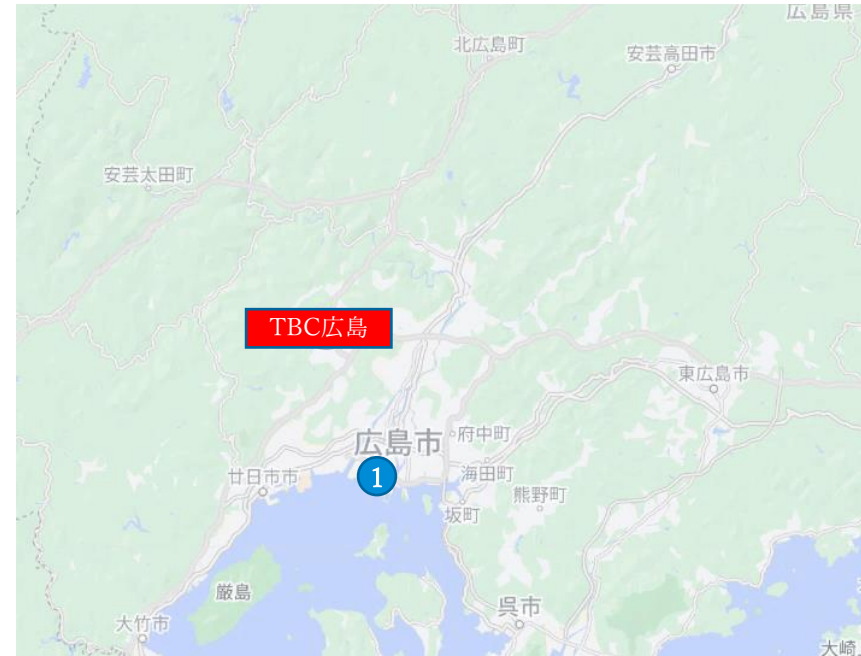 広島県
北広島町
安芸高田市
安芸太田町
TBC広島
東広島市
広島市
府中町
廿日市市
1
海田町
熊野町
坂町
厳島
呉市
大竹市
大崎